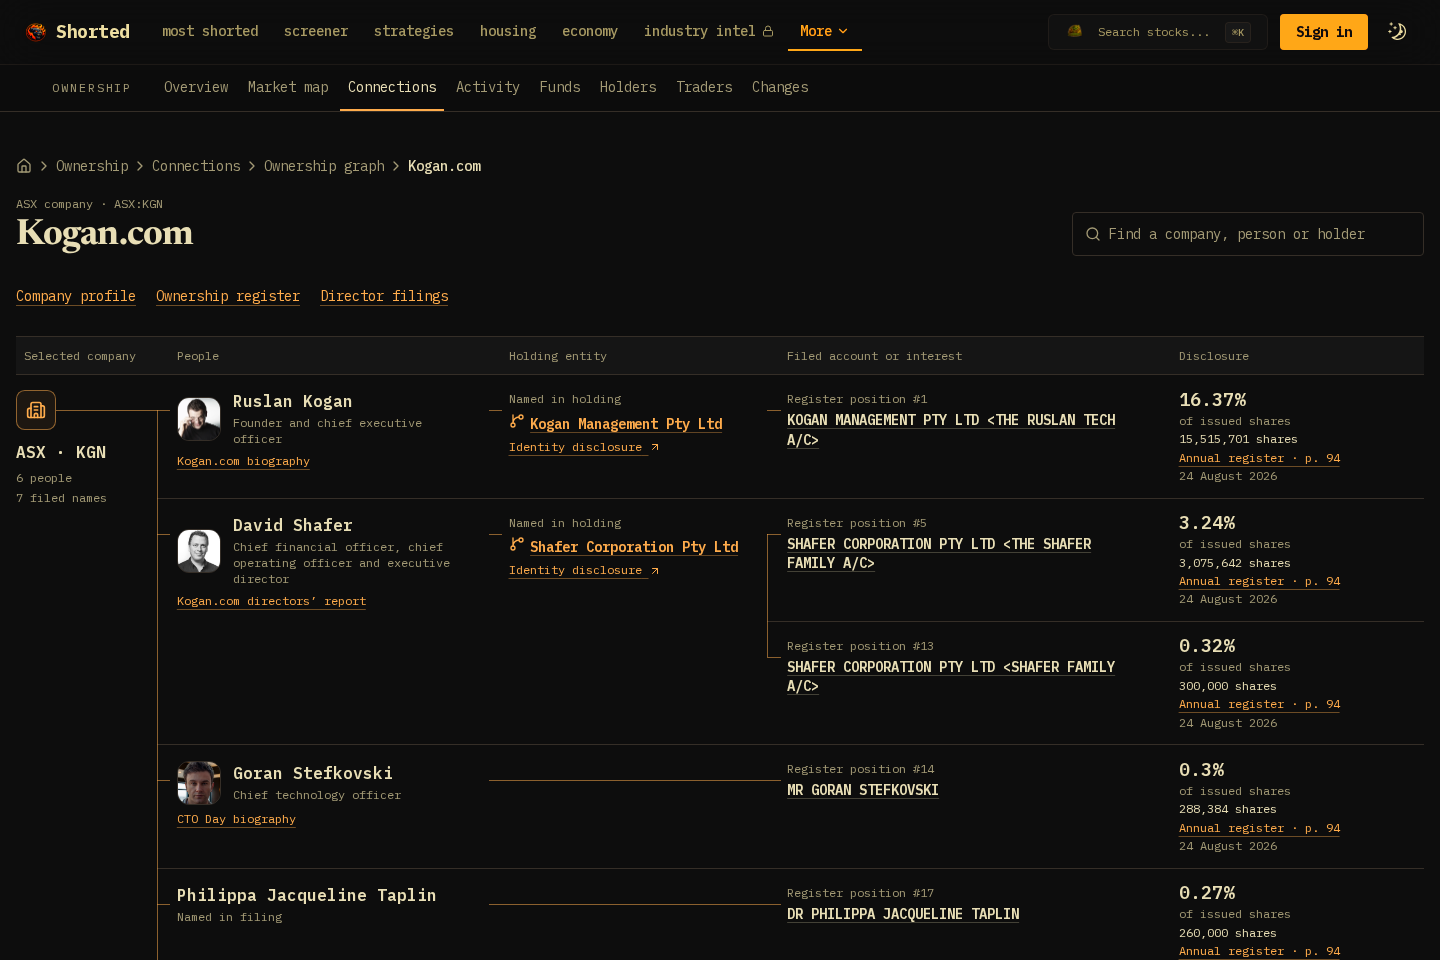 Shorted
most shorted
screener
strategies
housing
economy
industry intel
More
Search stocks...
⌘K
Sign in
OWNERSHIP
Overview
Market map
Connections
Activity
Funds
Holders
Traders
Changes
Ownership
Connections
Ownership graph
Kogan.com
ASX company · ASX:KGN
Kogan.com
Find a company, person or holder
Company profile
Ownership register
Director filings
Selected company
People
Holding entity
Filed account or interest
Disclosure
ASX · KGN
6 people
7 filed names
Ruslan Kogan
Founder and chief executive
officer
Kogan.com biography
Named in holding
Kogan Management Pty Ltd
Identity disclosure
Register position #1
KOGAN MANAGEMENT PTY LTD <THE RUSLAN TECH
A/C>
16.37%
of issued shares
15,515,701 shares
Annual register · p. 94
24 August 2026
David Shafer
Chief financial officer, chief
operating officer and executive
director
Kogan.com directors’ report
Named in holding
Shafer Corporation Pty Ltd
Identity disclosure
Register position #5
SHAFER CORPORATION PTY LTD <THE SHAFER
FAMILY A/C>
3.24%
of issued shares
3,075,642 shares
Annual register · p. 94
24 August 2026
Register position #13
SHAFER CORPORATION PTY LTD <SHAFER FAMILY
A/C>
0.32%
of issued shares
300,000 shares
Annual register · p. 94
24 August 2026
Goran Stefkovski
Chief technology officer
CTO Day biography
Register position #14
MR GORAN STEFKOVSKI
0.3%
of issued shares
288,384 shares
Annual register · p. 94
24 August 2026
Philippa Jacqueline Taplin
Named in filing
Register position #17
DR PHILIPPA JACQUELINE TAPLIN
0.27%
of issued shares
260,000 shares
Annual register · p. 94